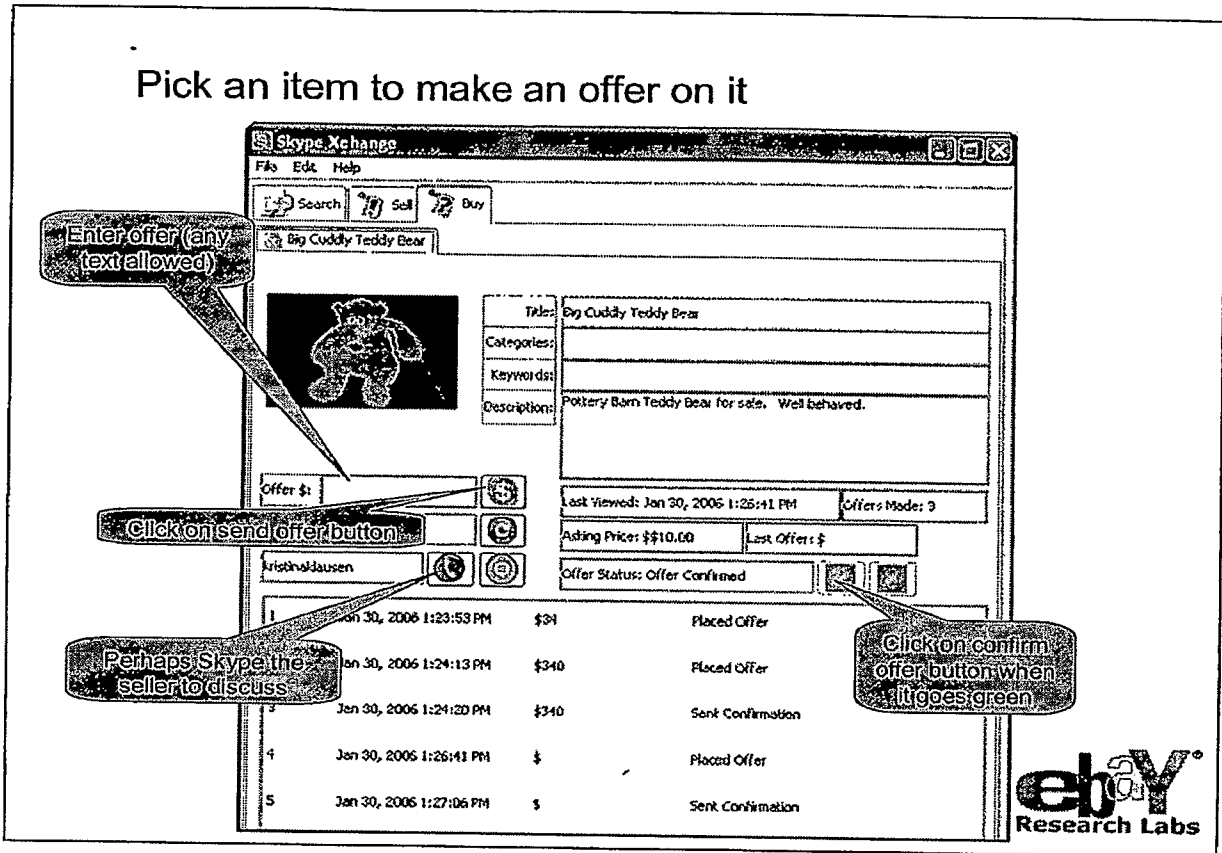 Pick an item to make an offer on it
Skype Xchange
File Edit Help
Search Sell Buy
Big Cuddly Teddy Bear
Enter offer (any
text allowed)
Title: Big Cuddly Teddy Bear
Categories:
Keywords:
Description: Pottery Barn Teddy Bear for sale. Well behaved.
Offer $:
Last Viewed: Jan 30, 2006 1:26:41 PM
Offers Made: 3
Click on send offer button
Asking Price: $$10.00
Last Offer: $
kristinaklausen
Offer Status: Offer Confirmed
1 Jan 30, 2006 1:23:53 PM $34 Placed Offer
Jan 30, 2006 1:24:13 PM $340 Placed Offer
Perhaps Skype the
seller to discuss
Click on confirm
offer button when
it goes green
3 Jan 30, 2006 1:24:20 PM $340 Sent Confirmation
4 Jan 30, 2006 1:26:41 PM $ Placed Offer
5 Jan 30, 2006 1:27:06 PM $ Sent Confirmation
ebaY
Research Labs